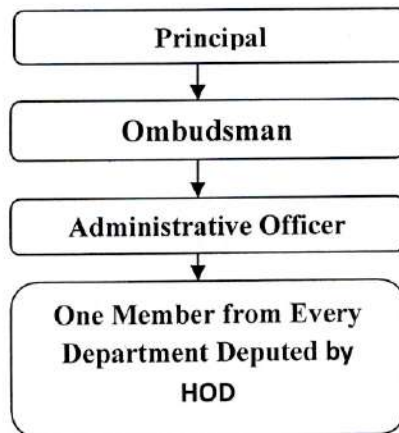 Principal
Ombudsman
Administrative Officer
One Member from Every
Department Deputed by
HOD